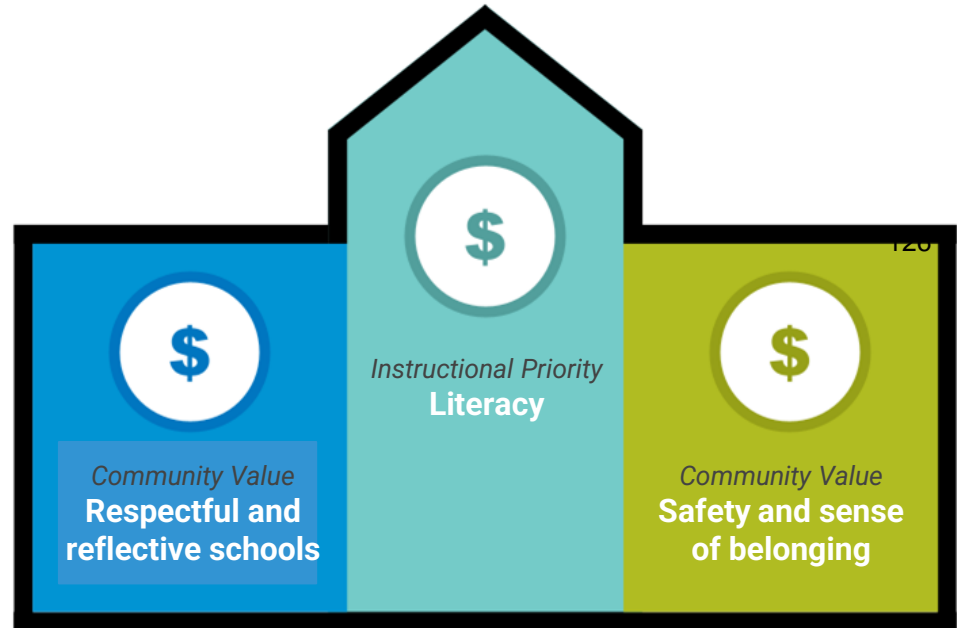 $
Instructional Priority
Literacy
$
Community Value
Respectful and
reflective schools
$
Community Value
Safety and sense
of belonging